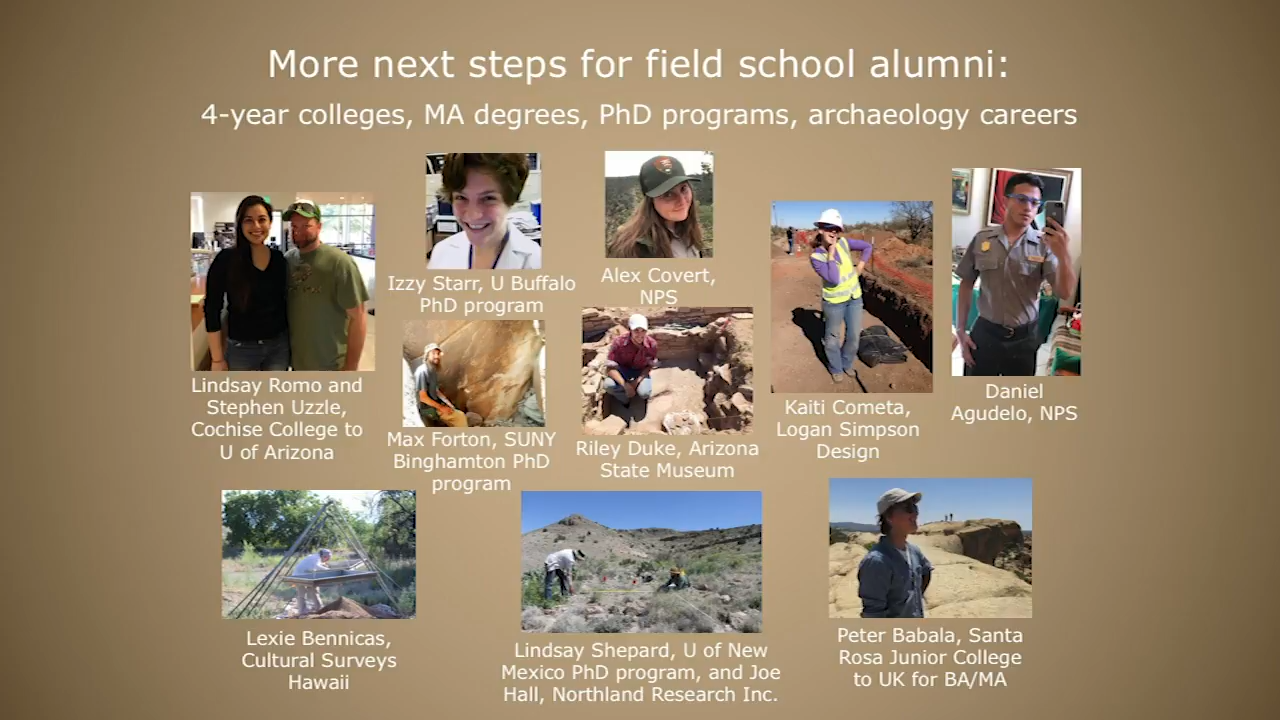 More next steps for field school alumni:
4-year colleges, MA degrees, PhD programs, archaeology careers
Izzy Starr, U Buffalo
PhD program
Alex Covert,
NPS
Lindsay Romo and
Stephen Uzzle,
Cochise College to
U of Arizona
Max Forton, SUNY
Binghamton PhD
program
Riley Duke, Arizona
State Museum
Kaiti Cometa,
Logan Simpson
Design
Daniel
Agudelo, NPS
Lexie Bennicas,
Cultural Surveys
Hawaii
Lindsay Shepard, U of New
Mexico PhD program, and Joe
Hall, Northland Research Inc.
Peter Babala, Santa
Rosa Junior College
to UK for BA/MA